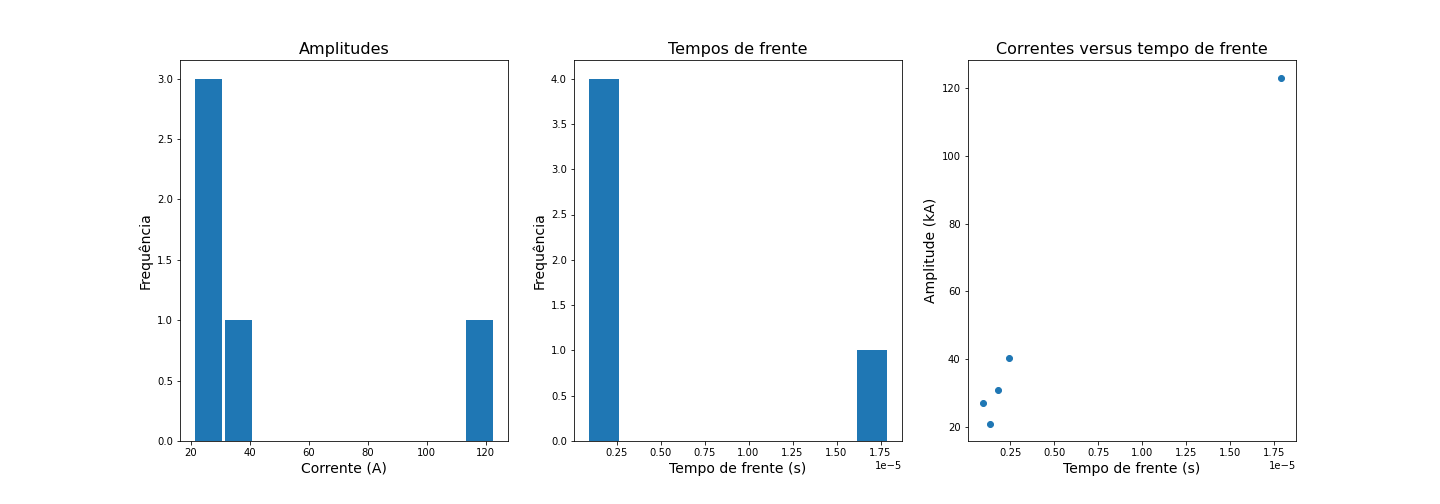 Amplitudes
3.0
2.5
2.0
1.5
1.0
0.5
0.0
Frequência
20 40 60 80 100 120
Corrente (A)
Tempos de frente
4.0
3.5
3.0
2.5
2.0
1.5
1.0
0.5
0.0
Frequência
0.25 0.50 0.75 1.00 1.25 1.50 1.75
1e−5
Tempo de frente (s)
Correntes versus tempo de frente
120
100
80
60
40
20
Amplitude (kA)
0.25 0.50 0.75 1.00 1.25 1.50 1.75
1e−5
Tempo de frente (s)